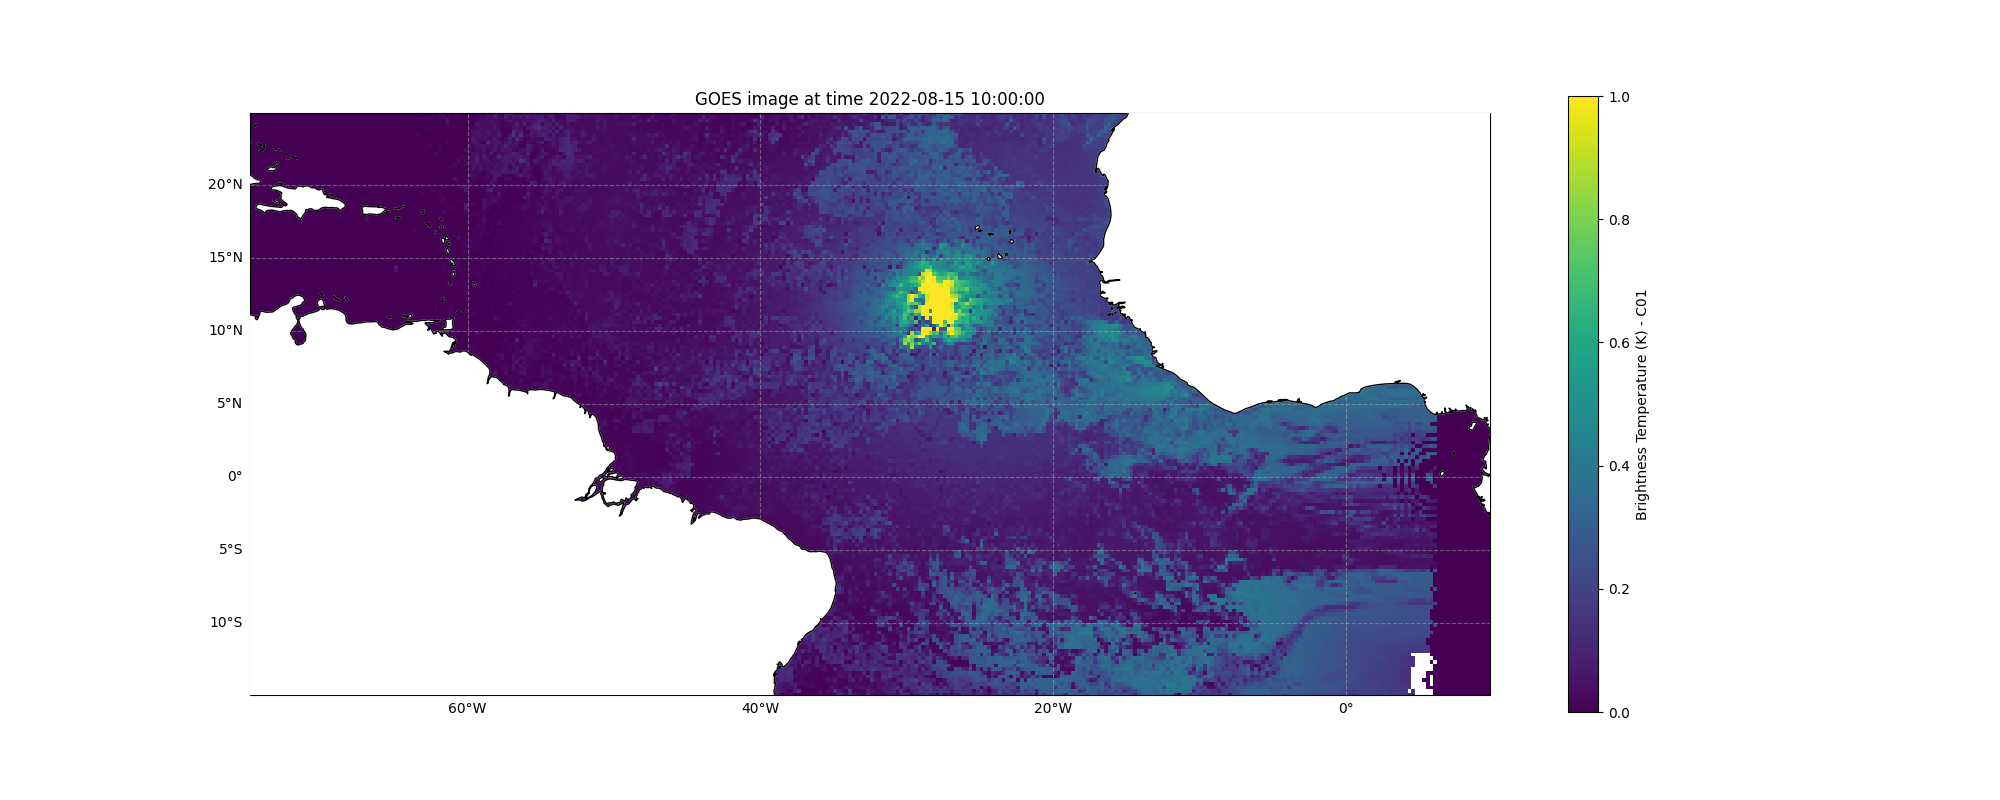 GOES image at time 2022-08-15 10:00:00
20°N
15°N
10°N
5°N
0°
5°S
10°S
60°W
40°W
20°W
0°
1.0
0.8
0.6
0.4
0.2
0.0
Brightness Temperature (K) - C01